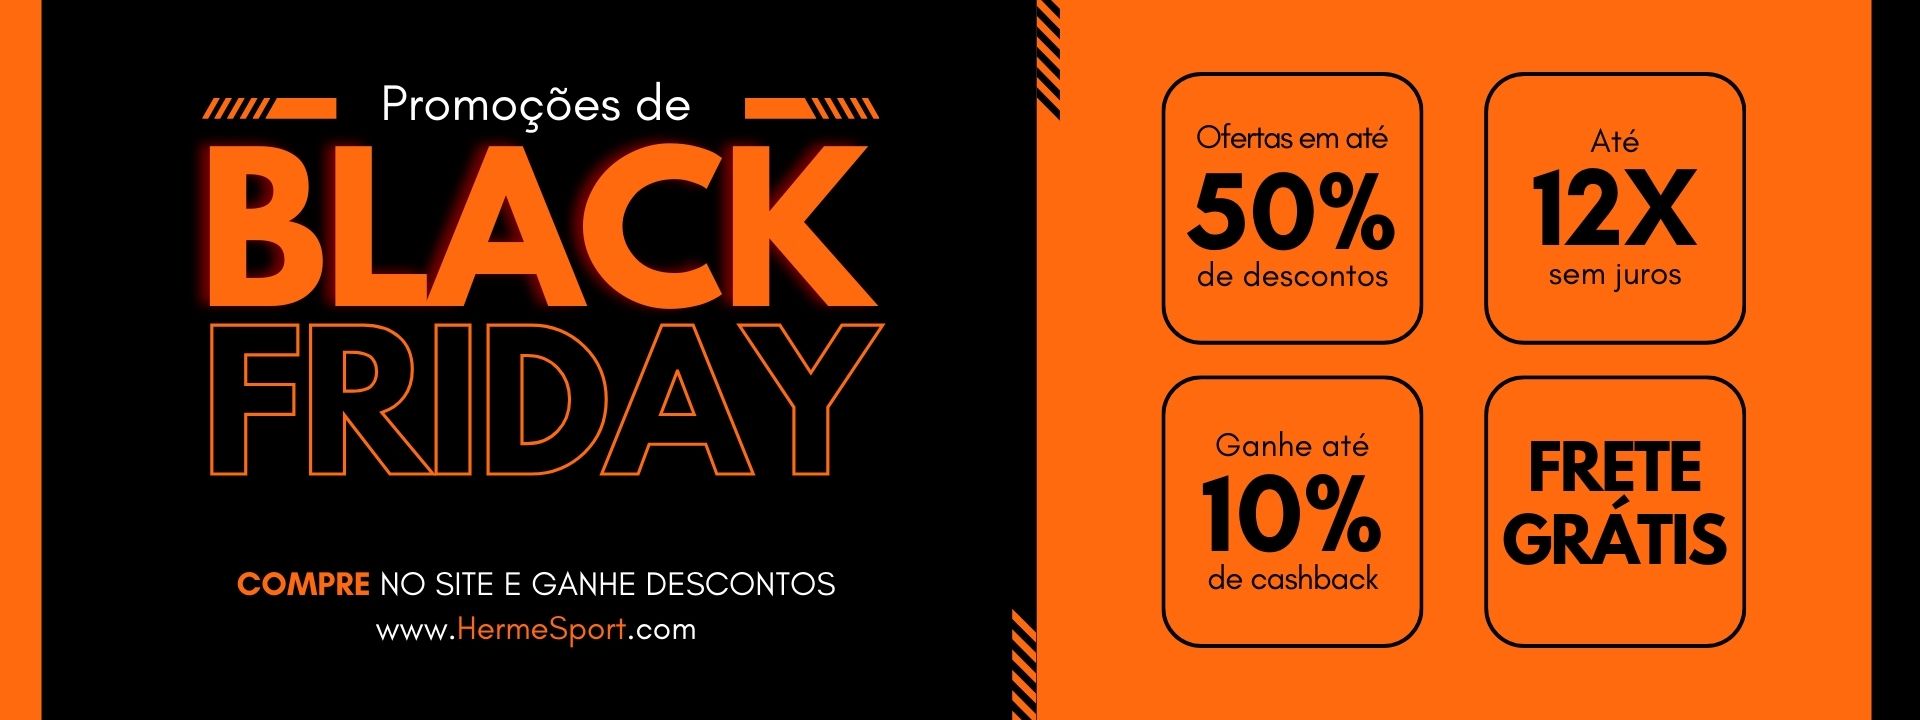 Promoções de
BLACK
FRIDAY
COMPRE NO SITE E GANHE DESCONTOS
www.HermeSport.com
Ofertas em até
50%
de descontos
Até
12X
sem juros
Ganhe até
10%
de cashback
FRETE
GRÁTIS